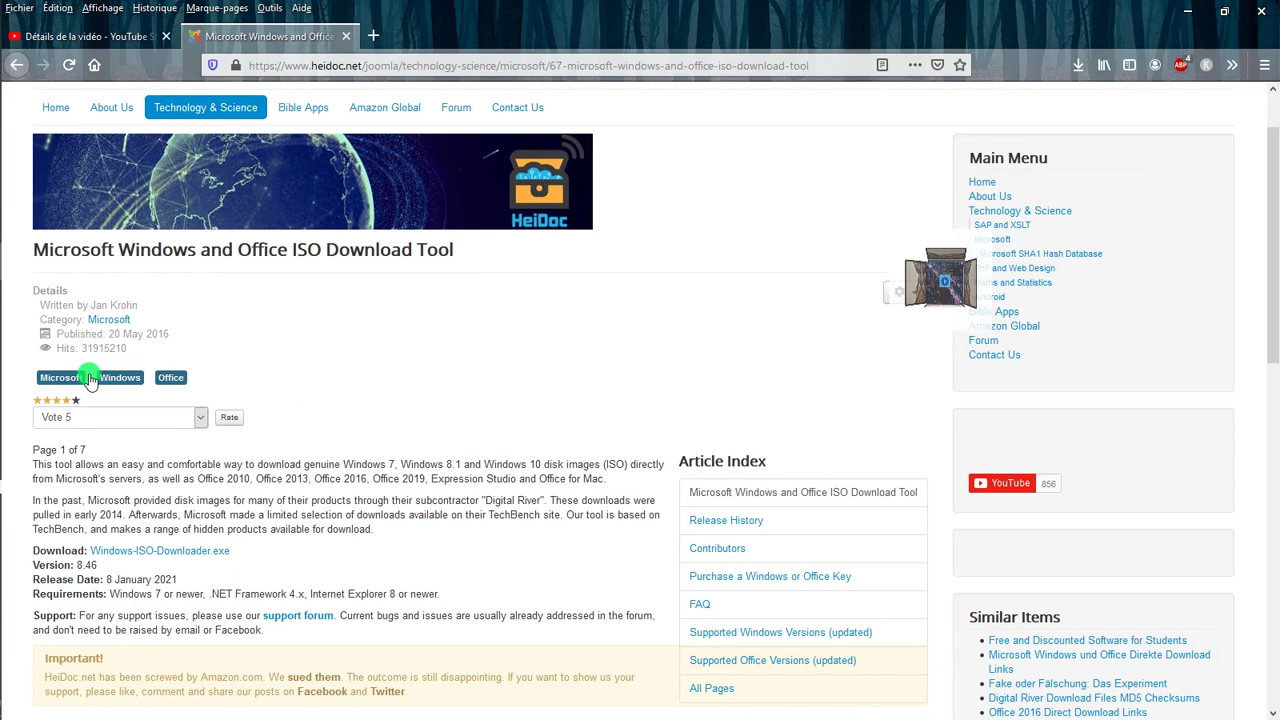 Fichier Édition Affichage Historique Marque-pages Outils Aide
Détails de la vidéo - YouTube S
Microsoft Windows and Office
https://www.heidoc.net/joomla/technology-science/microsoft/67-microsoft-windows-and-office-iso-download-tool
4
Home About Us Technology & Science Bible Apps Amazon Global Forum Contact Us
HeiDoc
Microsoft Windows and Office ISO Download Tool
Details
Written by Jan Krohn
Category: Microsoft
Published: 20 May 2016
Hits: 31915210
Microsoft Windows Office
Vote 5 Rate
Page 1 of 7
This tool allows an easy and comfortable way to download genuine Windows 7, Windows 8.1 and Windows 10 disk images (ISO) directly
from Microsoft's servers, as well as Office 2010, Office 2013, Office 2016, Office 2019, Expression Studio and Office for Mac.
In the past, Microsoft provided disk images for many of their products through their subcontractor "Digital River". These downloads were
pulled in early 2014. Afterwards, Microsoft made a limited selection of downloads available on their TechBench site. Our tool is based on
TechBench, and makes a range of hidden products available for download.
Download: Windows-ISO-Downloader.exe
Version: 8.46
Release Date: 8 January 2021
Requirements: Windows 7 or newer, .NET Framework 4.x, Internet Explorer 8 or newer.
Support: For any support issues, please use our support forum. Current bugs and issues are usually already addressed in the forum,
and don't need to be raised by email or Facebook.
Important!
HeiDoc.net has been screwed by Amazon.com. We sued them. The outcome is still disappointing. If you want to show us your
support, please like, comment and share our posts on Facebook and Twitter.
Article Index
Microsoft Windows and Office ISO Download Tool
Release History
Contributors
Purchase a Windows or Office Key
FAQ
Supported Windows Versions (updated)
Supported Office Versions (updated)
All Pages
Main Menu
Home
About Us
Technology & Science
SAP and XSLT
Microsoft
Microsoft SHA1 Hash Database
and Web Design
and Statistics
Android
Bible Apps
Amazon Global
Forum
Contact Us
YouTube 856
Similar Items
Free and Discounted Software for Students
Microsoft Windows und Office Direkte Download
Links
Fake oder Fälschung: Das Experiment
Digital River Download Files MD5 Checksums
Office 2016 Direct Download Links